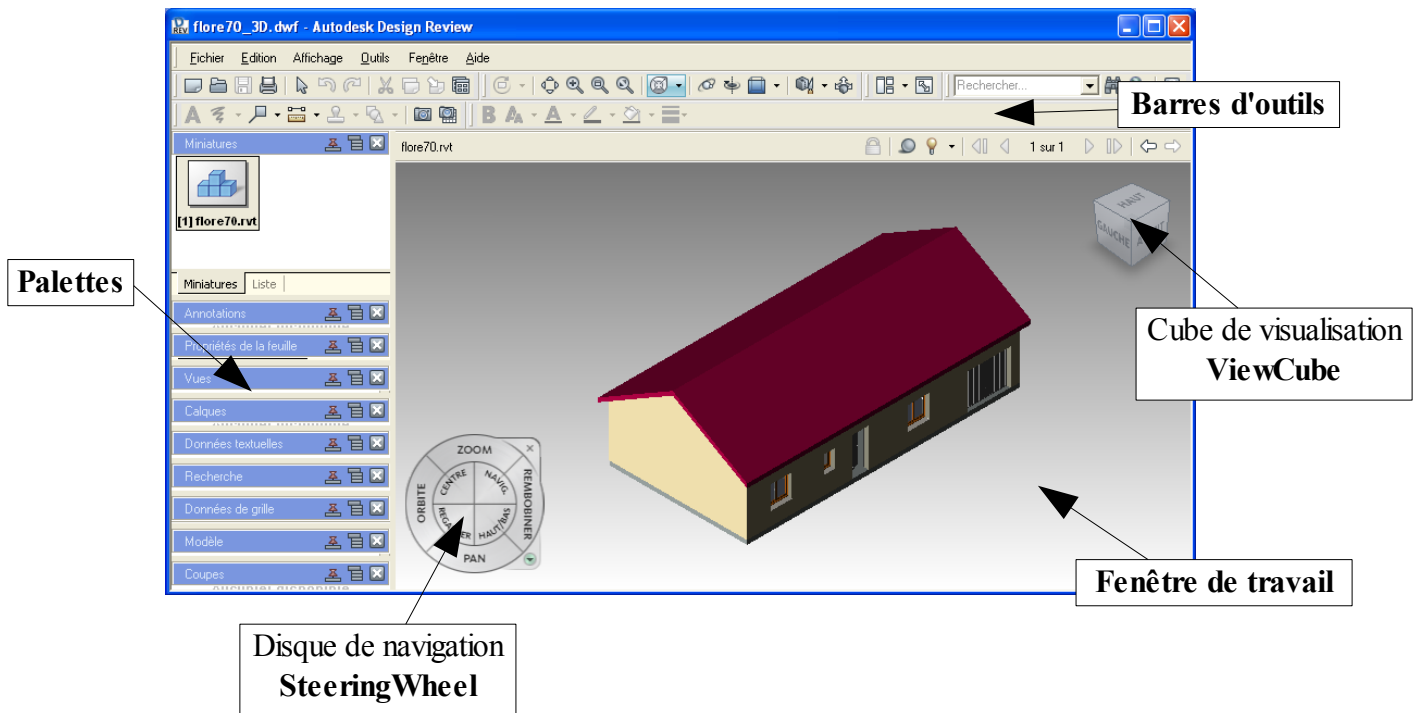 flore70_3D.dwf - Autodesk Design Review
Fichier Edition Affichage Outils Fenêtre Aide
Rechercher...
Barres d'outils
Miniatures
flore70.rvt
1 sur 1
[1] flore70.rvt
HAUT
GAUCHE
Palettes
Miniatures Liste
Annotations
Propriétés de la feuille
Vues
Calques
Données textuelles
Recherche
Données de grille
Modèle
Coupes
Cube de visualisation
ViewCube
ZOOM
ORBITE
CENTRE
NAVIG.
REMBOBINER
HAUT/BAS
PAN
Fenêtre de travail
Disque de navigation
SteeringWheel